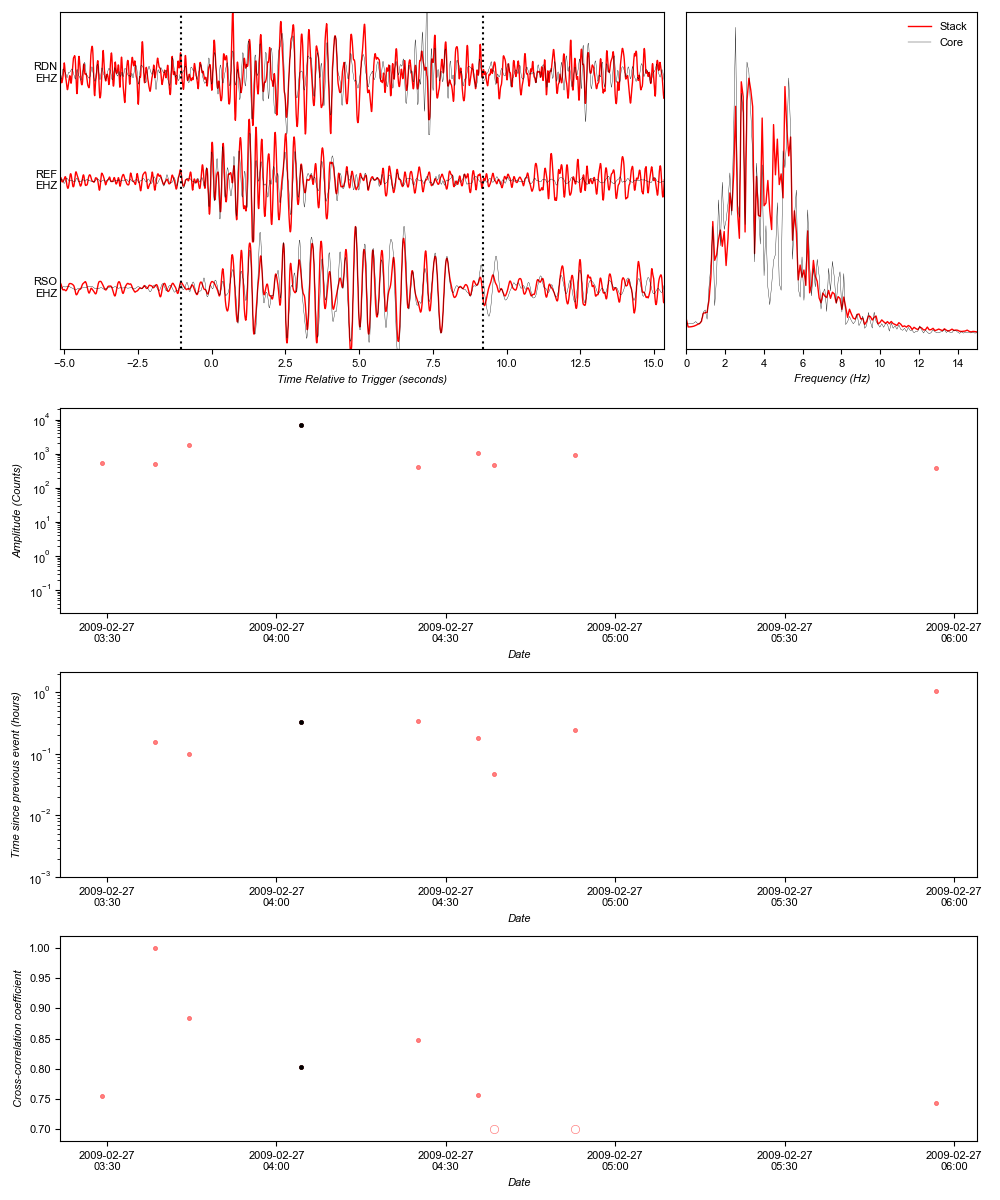 RDN
EHZ
REF
EHZ
RSO
EHZ
−5.0 −2.5 0.0 2.5 5.0 7.5 10.0 12.5 15.0
Time Relative to Trigger (seconds)
Stack
Core
0 2 4 6 8 10 12 14
Frequency (Hz)
Amplitude (Counts)
10⁴
10³
10²
10¹
10⁰
10⁻¹
2009-02-27 2009-02-27 2009-02-27 2009-02-27 2009-02-27 2009-02-27
03:30 04:00 04:30 05:00 05:30 06:00
Date
Time since previous event (hours)
10⁰
10⁻¹
10⁻²
10⁻³
2009-02-27 2009-02-27 2009-02-27 2009-02-27 2009-02-27 2009-02-27
03:30 04:00 04:30 05:00 05:30 06:00
Date
Cross-correlation coefficient
1.00
0.95
0.90
0.85
0.80
0.75
0.70
2009-02-27 2009-02-27 2009-02-27 2009-02-27 2009-02-27 2009-02-27
03:30 04:00 04:30 05:00 05:30 06:00
Date